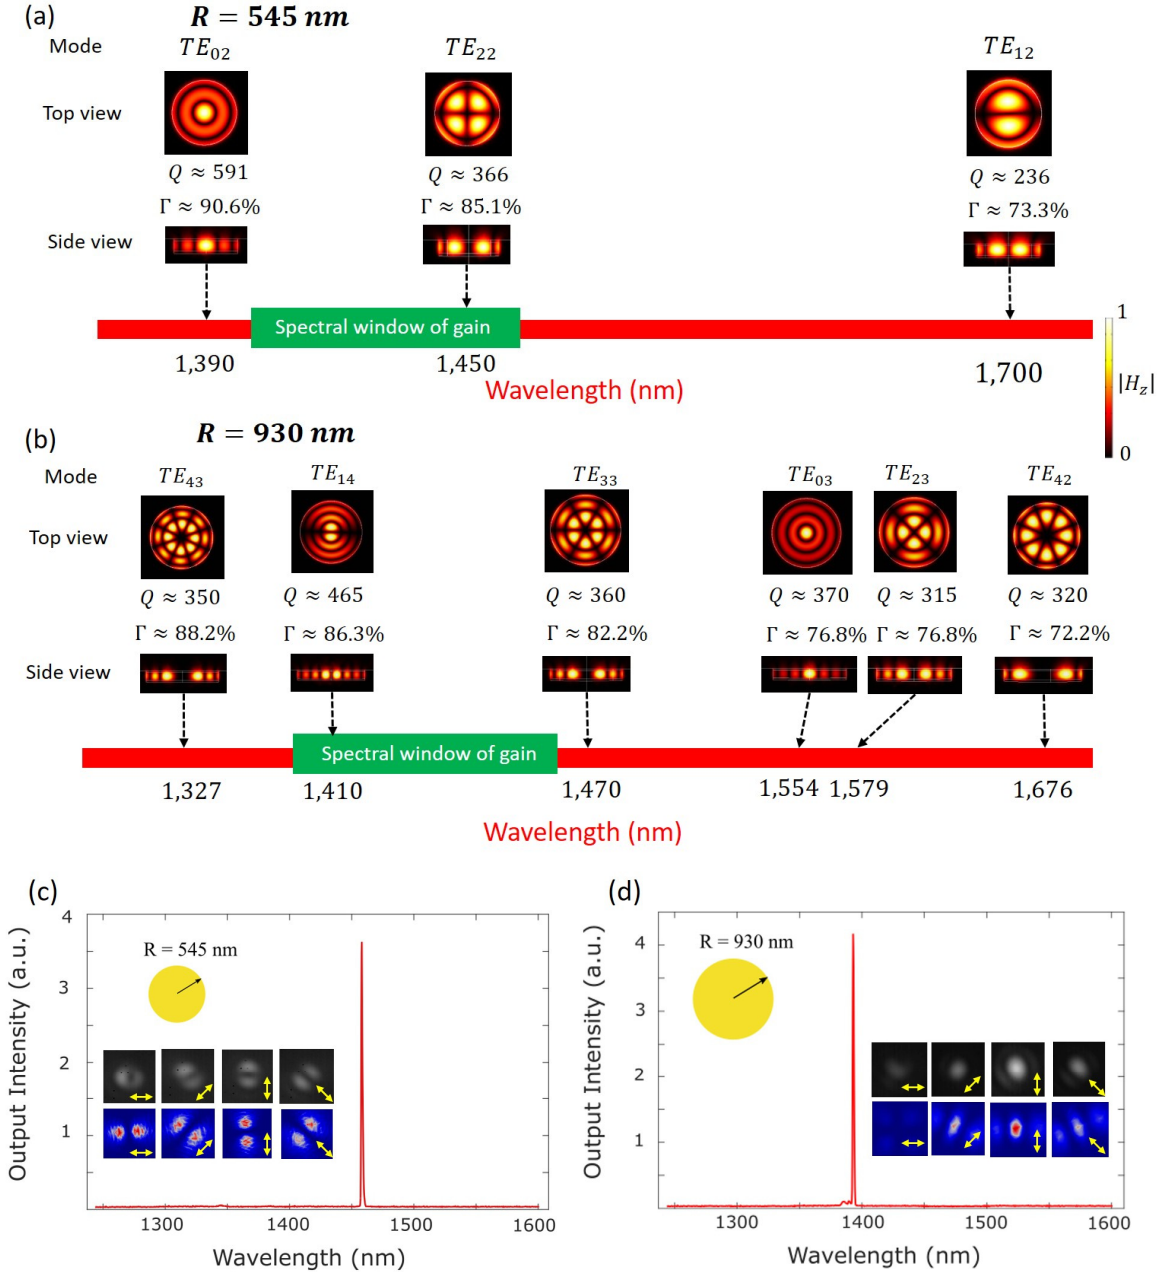 (a)
R = 545 nm
Mode
TE₀₂
TE₂₂
TE₁₂
Top view
Q ≈ 591
Q ≈ 366
Q ≈ 236
Γ ≈ 90.6%
Γ ≈ 85.1%
Γ ≈ 73.3%
Side view
Spectral window of gain
1,390
1,450
1,700
Wavelength (nm)
1
|H_z|
0
(b)
R = 930 nm
Mode
TE₄₃
TE₁₄
TE₃₃
TE₀₃
TE₂₃
TE₄₂
Top view
Q ≈ 350
Q ≈ 465
Q ≈ 360
Q ≈ 370
Q ≈ 315
Q ≈ 320
Γ ≈ 88.2%
Γ ≈ 86.3%
Γ ≈ 82.2%
Γ ≈ 76.8%
Γ ≈ 76.8%
Γ ≈ 72.2%
Side view
Spectral window of gain
1,327
1,410
1,470
1,554
1,579
1,676
Wavelength (nm)
(c)
Output Intensity (a.u.)
4
3
2
1
R = 545 nm
1300
1400
1500
1600
Wavelength (nm)
(d)
Output Intensity (a.u.)
4
3
2
1
R = 930 nm
1300
1400
1500
1600
Wavelength (nm)